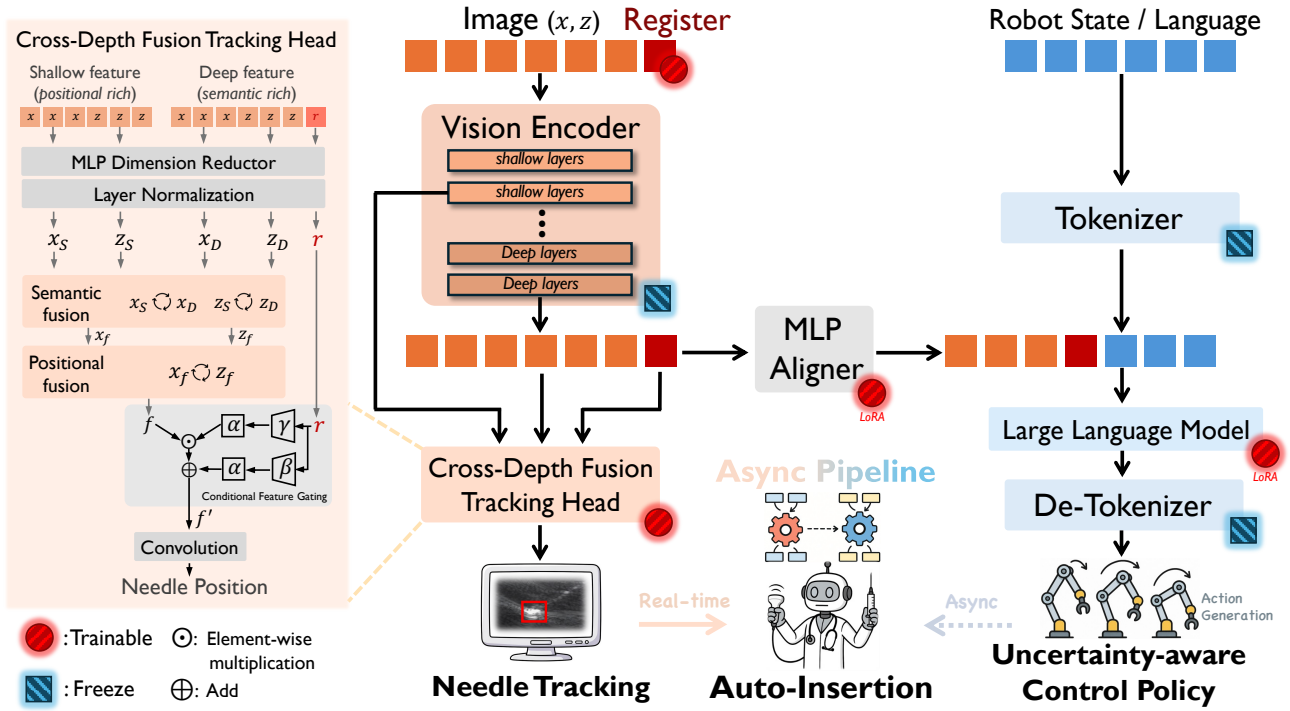 Cross-Depth Fusion Tracking Head
Shallow feature
(positional rich)
Deep feature
(semantic rich)
x x x z z z
x x x z z z r
MLP Dimension Reductor
Layer Normalization
x_S z_S x_D z_D r
Semantic
fusion
x_S x_D z_S z_D
x_f z_f
Positional
fusion
x_f z_f
f α γ r
α β
Conditional Feature Gating
f'
Convolution
Needle Position
: Trainable
: Freeze
⊙: Element-wise
multiplication
⊕: Add
Image (x, z) Register
Vision Encoder
shallow layers
shallow layers
Deep layers
Deep layers
MLP
Aligner
LoRA
Cross-Depth Fusion
Tracking Head
Needle Tracking
Async Pipeline
Real-time
Async
Auto-Insertion
Robot State / Language
Tokenizer
Large Language Model
LoRA
De-Tokenizer
Action
Generation
Uncertainty-aware
Control Policy